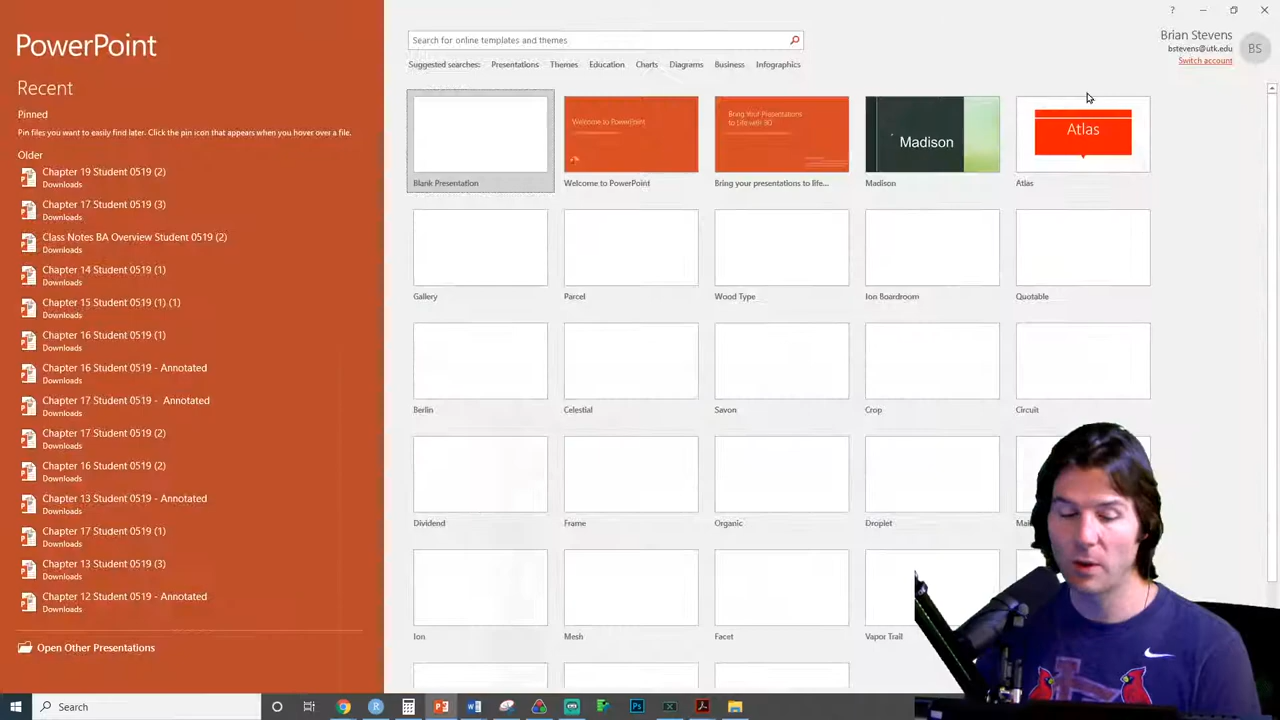 PowerPoint
Recent
Pinned
Pin files you want to easily find later. Click the pin icon that appears when you hover over a file.
Older
Chapter 19 Student 0519 (2)
Downloads
Chapter 17 Student 0519 (3)
Downloads
Class Notes BA Overview Student 0519 (2)
Downloads
Chapter 14 Student 0519 (1)
Downloads
Chapter 15 Student 0519 (1) (1)
Downloads
Chapter 16 Student 0519 (1)
Downloads
Chapter 16 Student 0519 - Annotated
Downloads
Chapter 17 Student 0519 - Annotated
Downloads
Chapter 17 Student 0519 (2)
Downloads
Chapter 16 Student 0519 (2)
Downloads
Chapter 13 Student 0519 - Annotated
Downloads
Chapter 17 Student 0519 (1)
Downloads
Chapter 13 Student 0519 (3)
Downloads
Chapter 12 Student 0519 - Annotated
Downloads
Open Other Presentations
Search for online templates and themes
Suggested searches: Presentations Themes Education Charts Diagrams Business Infographics
Brian Stevens
bstevens@utk.edu
Switch account
BS
Welcome to PowerPoint
Bring Your Presentations
to Life with 3D
Madison
Atlas
Blank Presentation Welcome to PowerPoint Bring your presentations to life... Madison Atlas
Gallery Parcel Wood Type Ion Boardroom Quotable
Berlin Celestial Savon Crop Circuit
Dividend Frame Organic Droplet
Ion Mesh Facet Vapor Trail
Search